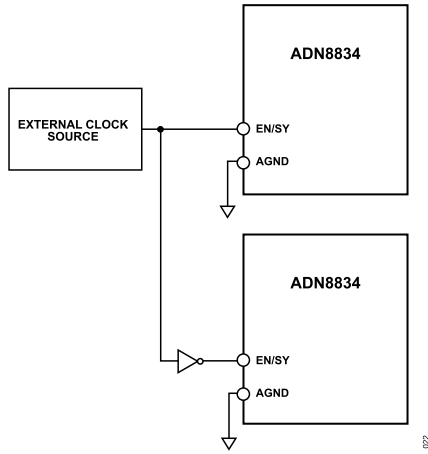 ADN8834
EXTERNAL CLOCK
SOURCE
EN/SY
AGND
ADN8834
EN/SY
AGND
022